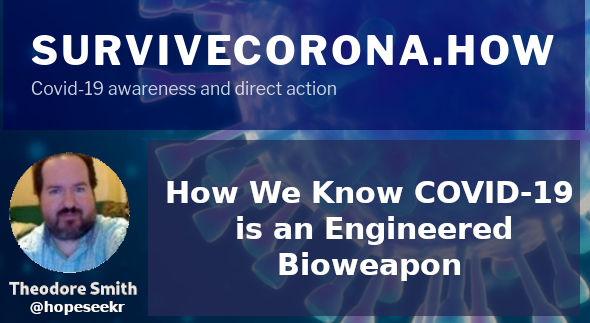 SURVIVECORONA.HOW
Covid-19 awareness and direct action
How We Know COVID-19
is an Engineered
Bioweapon
Theodore Smith
@hopeseekr